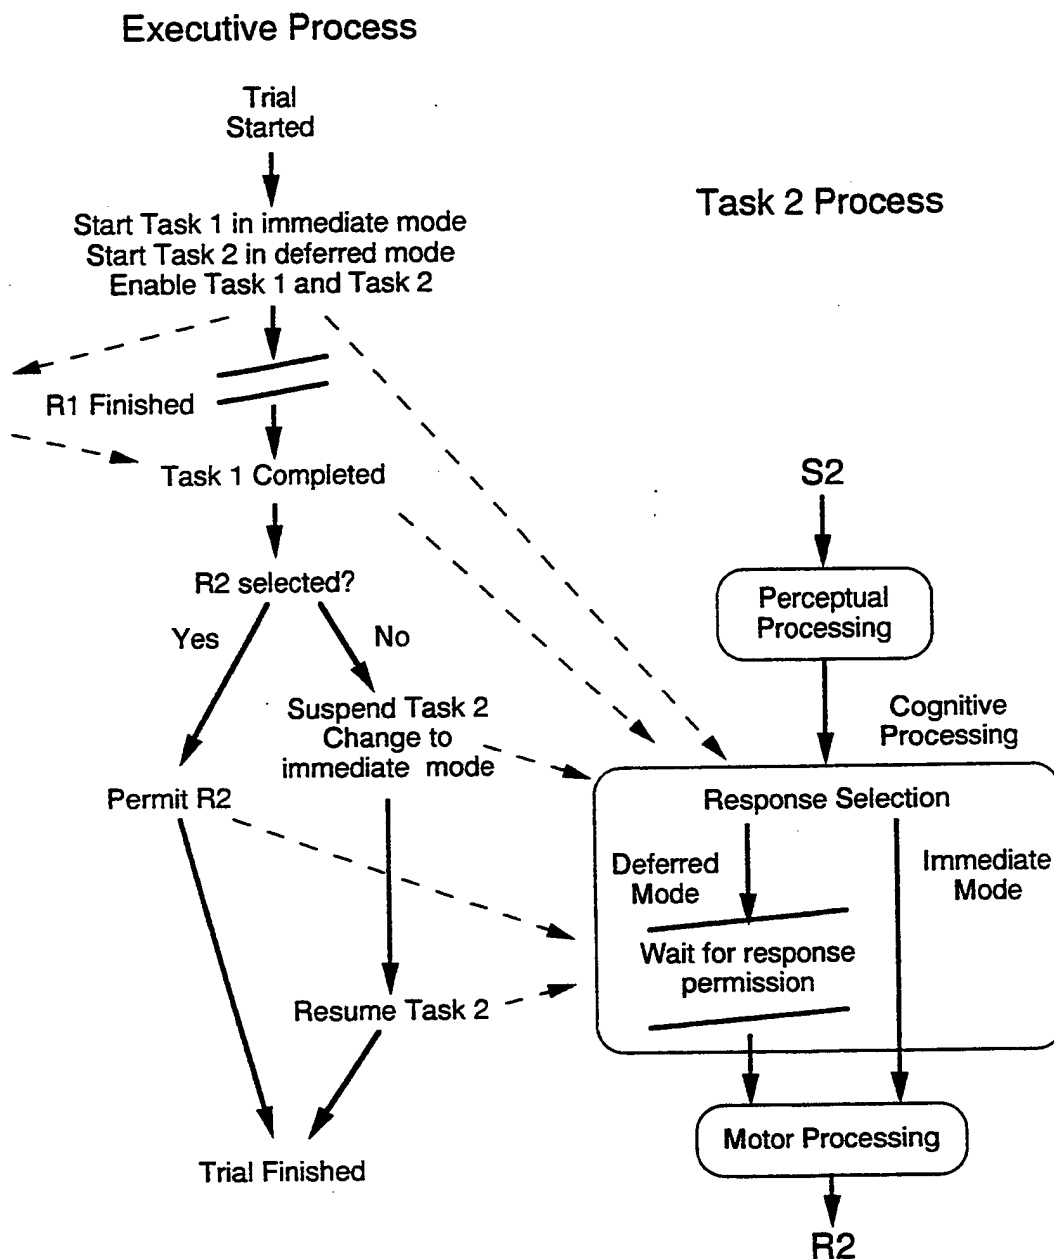 Executive Process
Trial
Started
Start Task 1 in immediate mode
Start Task 2 in deferred mode
Enable Task 1 and Task 2
R1 Finished
Task 1 Completed
R2 selected?
Yes
No
Suspend Task 2
Change to
immediate mode
Permit R2
Resume Task 2
Trial Finished
Task 2 Process
S2
Perceptual
Processing
Cognitive
Processing
Response Selection
Deferred
Mode
Immediate
Mode
Wait for response
permission
Motor Processing
R2